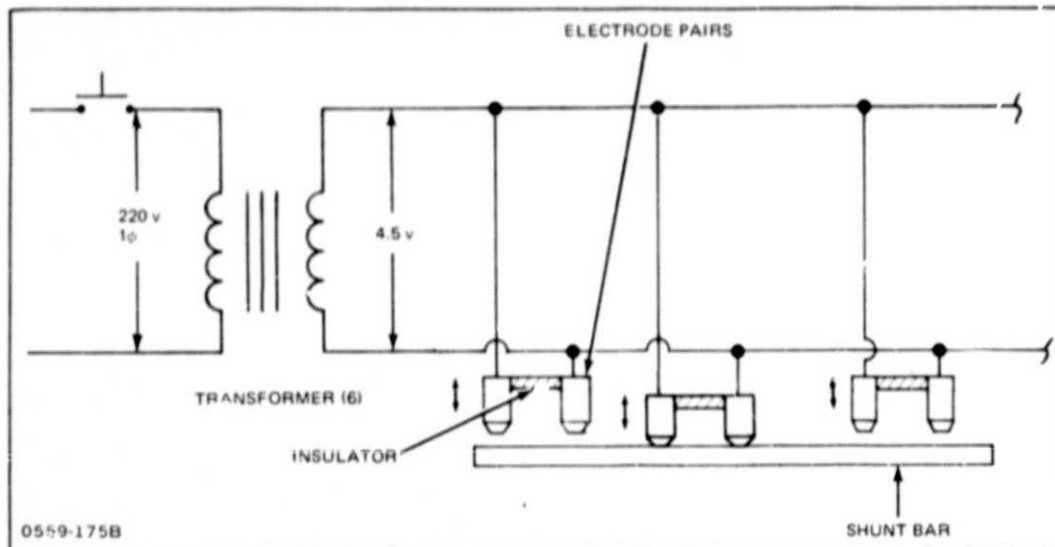 ELECTRODE PAIRS
220 v
1ϕ
4.5 v
TRANSFORMER (6)
INSULATOR
0559-175B
SHUNT BAR